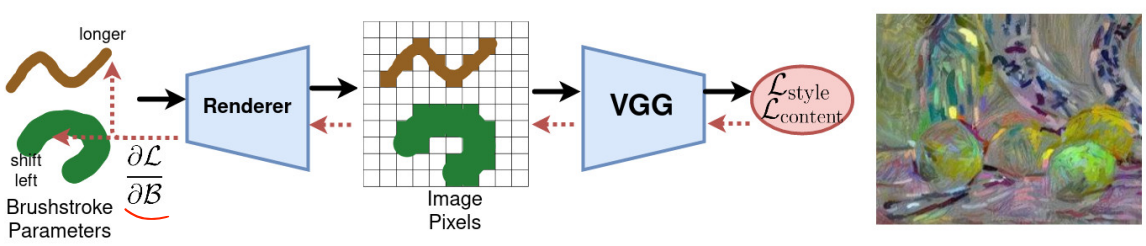 longer
shift
left
∂ℒ
∂ℬ
Brushstroke
Parameters
Renderer
Image
Pixels
VGG
ℒstyle
ℒcontent